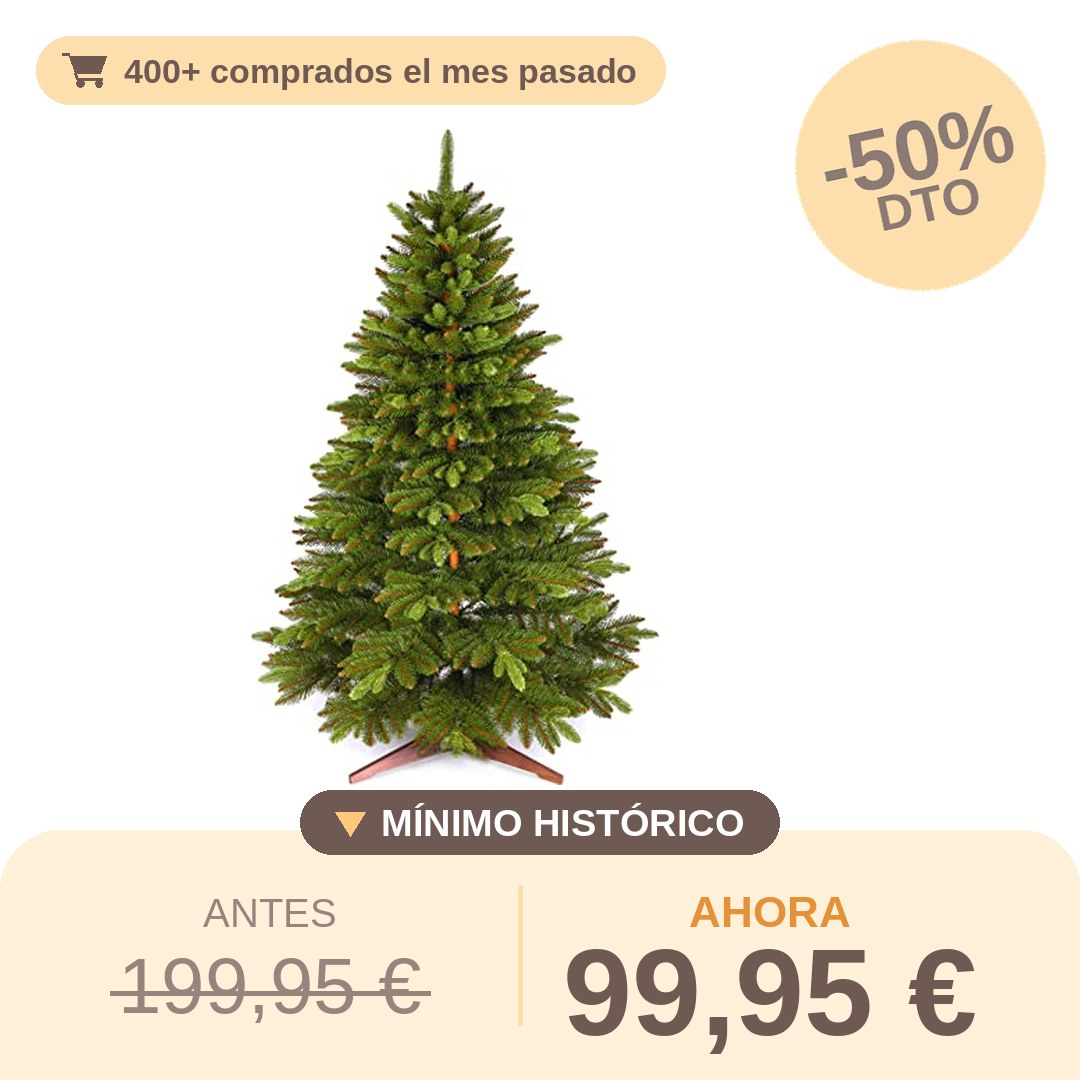 400+ comprados el mes pasado
-50%
DTO
MÍNIMO HISTÓRICO
ANTES
199,95 €
AHORA
99,95 €